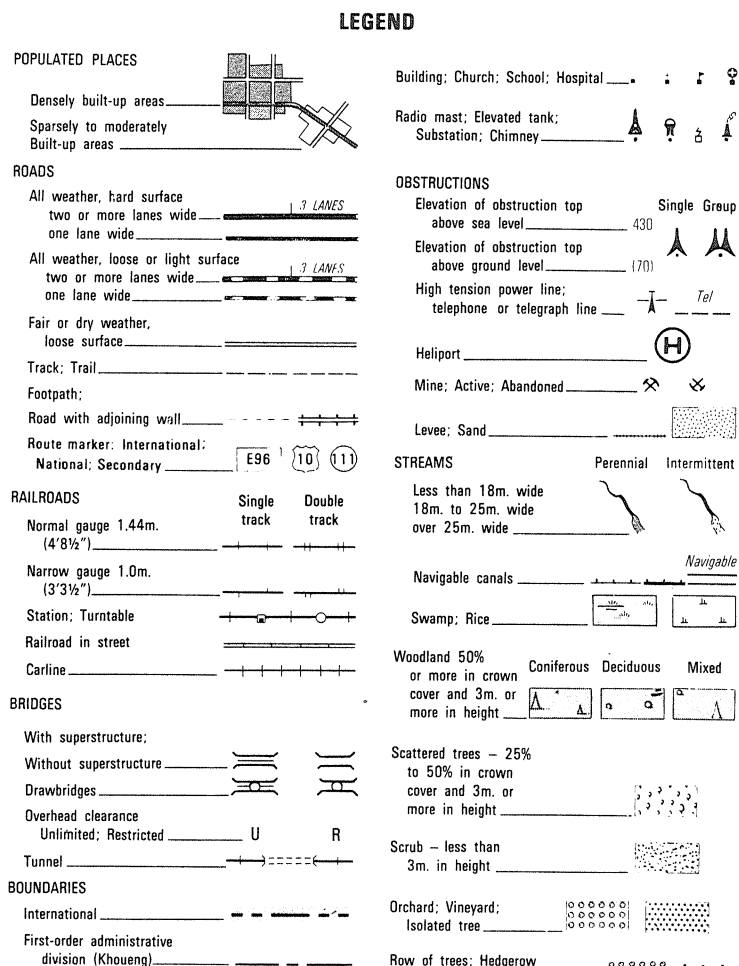 LEGEND
POPULATED PLACES
Densely built-up areas
Sparsely to moderately
Built-up areas
ROADS
All weather, hard surface
two or more lanes wide
3 LANES
one lane wide
All weather, loose or light surface
two or more lanes wide
3 LANES
one lane wide
Fair or dry weather,
loose surface
Track; Trail
Footpath;
Road with adjoining wall
Route marker: International;
National; Secondary
E96 10 111
RAILROADS
Single Double
track track
Normal gauge 1.44m.
(4'8½")
Narrow gauge 1.0m.
(3'3½")
Station; Turntable
Railroad in street
Carline
BRIDGES
With superstructure;
Without superstructure
Drawbridges
Overhead clearance
Unlimited; Restricted U R
Tunnel
BOUNDARIES
International
First-order administrative
division (Khoueng)
Building; Church; School; Hospital
Radio mast; Elevated tank;
Substation; Chimney
OBSTRUCTIONS
Elevation of obstruction top Single Group
above sea level 430
Elevation of obstruction top
above ground level (70)
High tension power line;
telephone or telegraph line Tel
Heliport H
Mine; Active; Abandoned
Levee; Sand
STREAMS Perennial Intermittent
Less than 18m. wide
18m. to 25m. wide
over 25m. wide
Navigable
Navigable canals
Swamp; Rice
Woodland 50%
or more in crown Coniferous Deciduous Mixed
cover and 3m. or
more in height
Scattered trees – 25%
to 50% in crown
cover and 3m. or
more in height
Scrub – less than
3m. in height
Orchard; Vineyard;
Isolated tree
Row of trees; Hedgerow